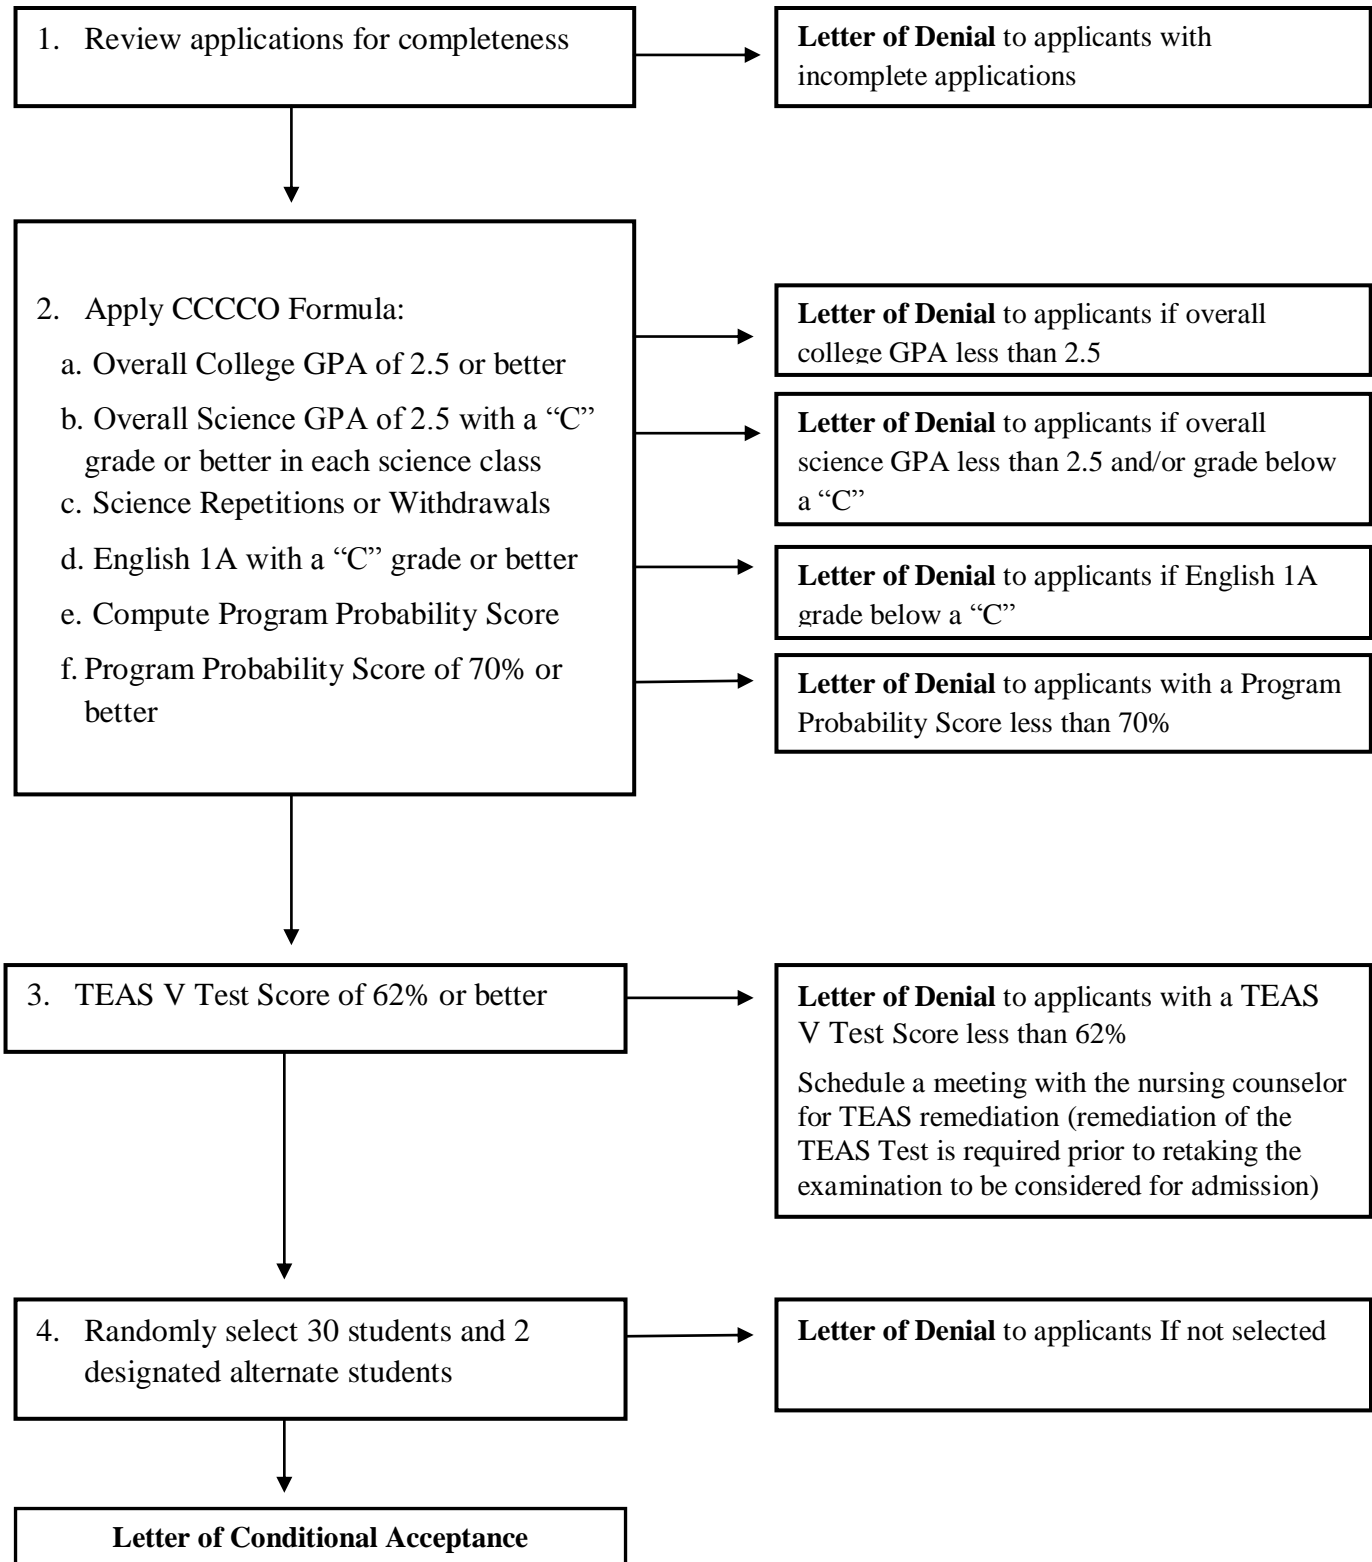 1. Review applications for completeness
Letter of Denial to applicants with
incomplete applications
2. Apply CCCCO Formula:
a. Overall College GPA of 2.5 or better
b. Overall Science GPA of 2.5 with a “C”
grade or better in each science class
c. Science Repetitions or Withdrawals
d. English 1A with a “C” grade or better
e. Compute Program Probability Score
f. Program Probability Score of 70% or
better
Letter of Denial to applicants if overall
college GPA less than 2.5
Letter of Denial to applicants if overall
science GPA less than 2.5 and/or grade below
a “C”
Letter of Denial to applicants if English 1A
grade below a “C”
Letter of Denial to applicants with a Program
Probability Score less than 70%
3. TEAS V Test Score of 62% or better
Letter of Denial to applicants with a TEAS
V Test Score less than 62%
Schedule a meeting with the nursing counselor
for TEAS remediation (remediation of the
TEAS Test is required prior to retaking the
examination to be considered for admission)
4. Randomly select 30 students and 2
designated alternate students
Letter of Denial to applicants If not selected
Letter of Conditional Acceptance